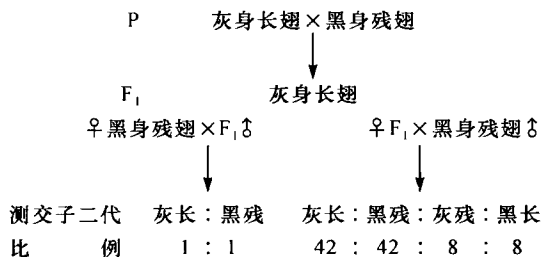 P 灰身长翅×黑身残翅
F₁ 灰身长翅
♀黑身残翅×F₁♂ ♀F₁×黑身残翅♂
测交子二代 灰长:黑残 灰长:黑残:灰残:黑长
比例 1:1 42:42:8:8